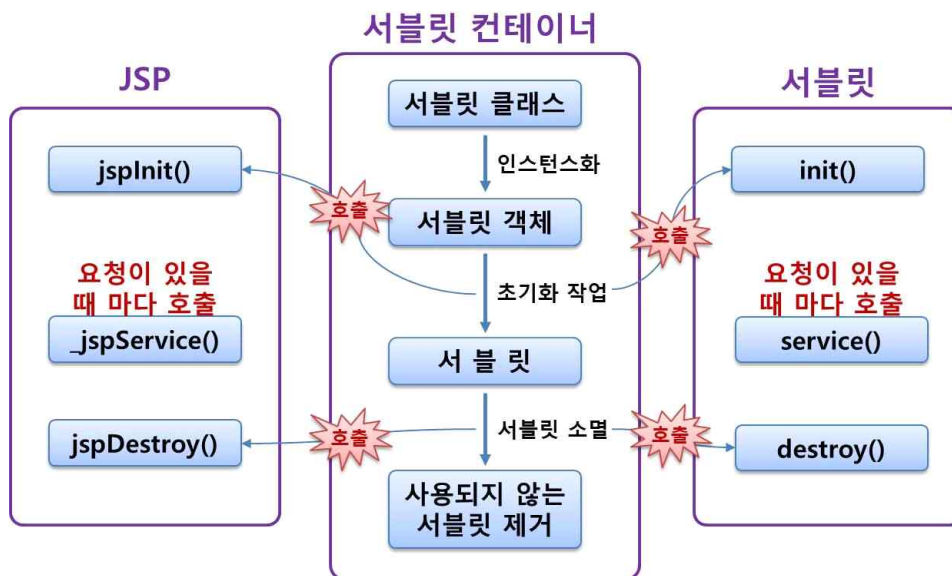 서블릿 컨테이너
JSP
서블릿
서블릿 클래스
인스턴스화
jspInit()
init()
호출
서블릿 객체
호출
초기화 작업
요청이 있을
때 마다 호출
_jspService()
요청이 있을
때 마다 호출
service()
서 블 릿
호출
서블릿 소멸
호출
jspDestroy()
destroy()
사용되지 않는
서블릿 제거